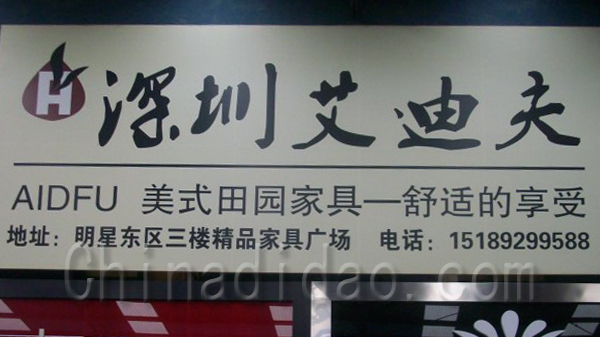 H 深圳艾迪夫
AIDFU 美式田园家具—舒适的享受
地址：明星东区三楼精品家具广场 电话：15189299588
Chinadidao.com